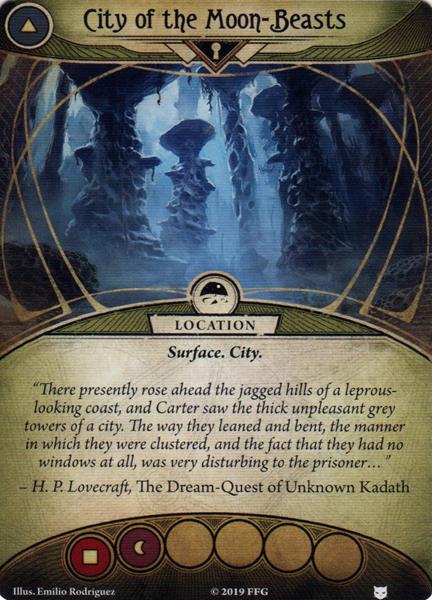 City of the Moon-Beasts
LOCATION
Surface. City.
“There presently rose ahead the jagged hills of a leprous-
looking coast, and Carter saw the thick unpleasant grey
towers of a city. The way they leaned and bent, the manner
in which they were clustered, and the fact that they had no
windows at all, was very disturbing to the prisoner…”
– H. P. Lovecraft, The Dream-Quest of Unknown Kadath
Illus. Emilio Rodriguez
© 2019 FFG